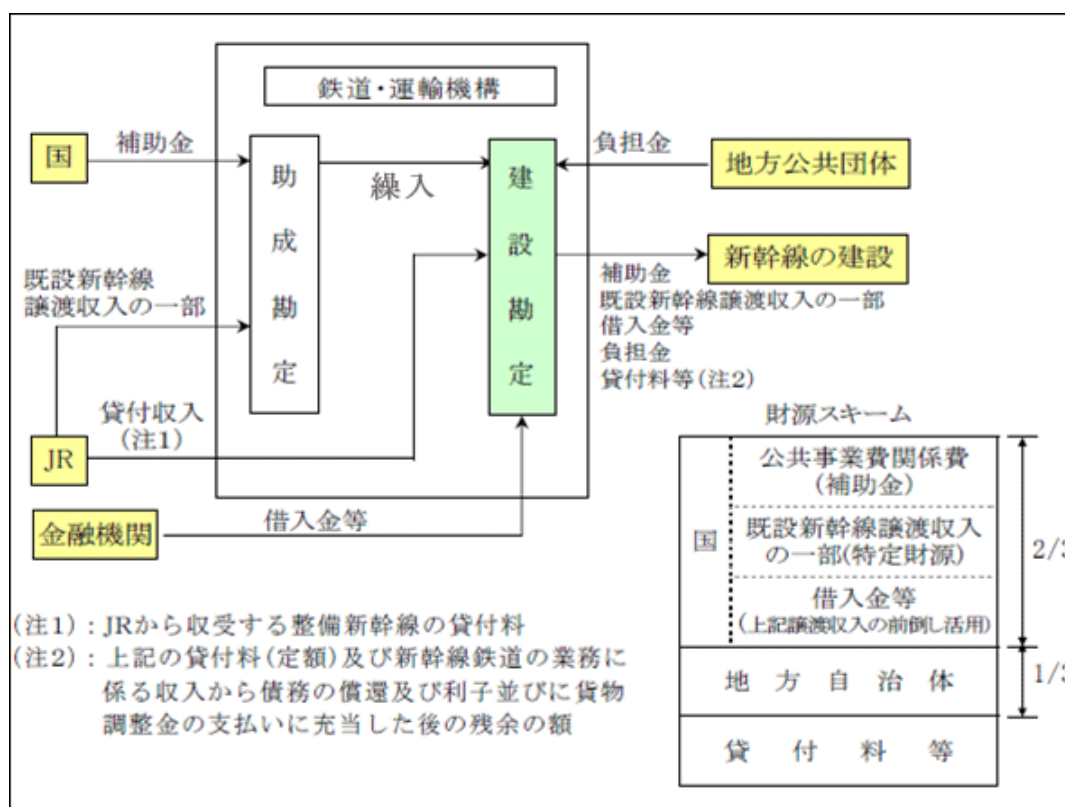 鉄道・運輸機構
国
補助金
助成勘定
繰入
建設勘定
負担金
地方公共団体
新幹線の建設
補助金
既設新幹線譲渡収入の一部
借入金等
負担金
貸付料等(注2)
既設新幹線
譲渡収入の一部
貸付収入
(注1)
JR
金融機関
借入金等
財源スキーム
国
公共事業費関係費
(補助金)
既設新幹線譲渡収入
の一部(特定財源)
借入金等
(上記譲渡収入の前倒し活用)
2/3
地方自治体
1/3
貸付料等
(注1)：JRから収受する整備新幹線の貸付料
(注2)：上記の貸付料(定額)及び新幹線鉄道の業務に
係る収入から債務の償還及び利子並びに貨物
調整金の支払いに充当した後の残余の額